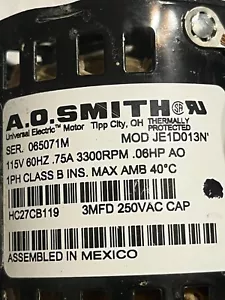 A.O.SMITH
Universal Electric™ Motor Tipp City, OH THERMALLY PROTECTED
SER. 065071M MOD JE1D013N
115V 60HZ .75A 3300RPM .06HP AO
1PH CLASS B INS. MAX AMB 40°C
HC27CB119 3MFD 250VAC CAP
ASSEMBLED IN MEXICO